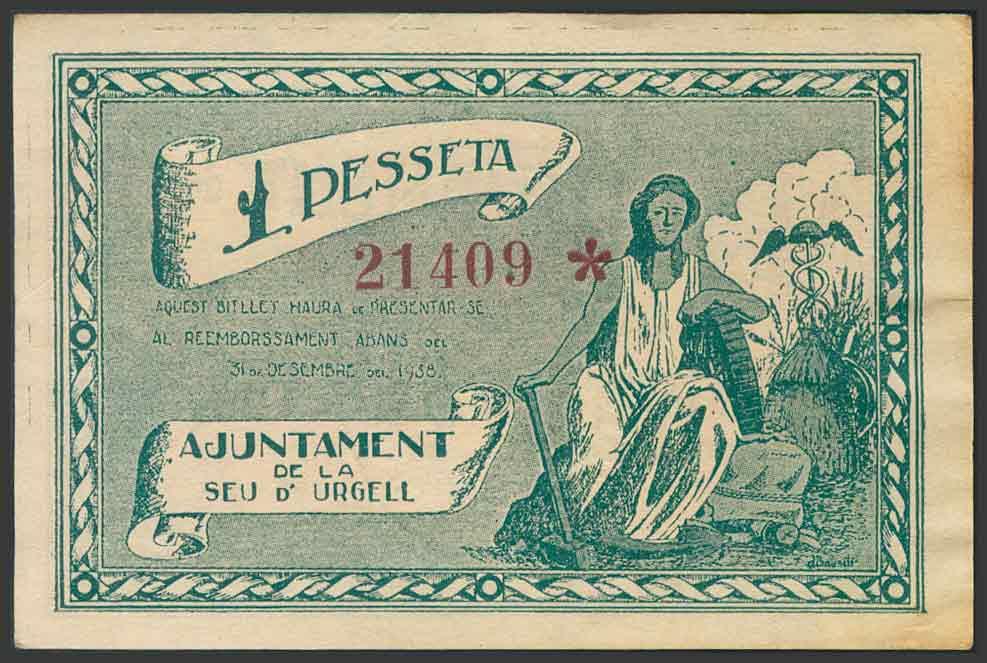 1 PESSETA
21409 *
AQUEST BITLLET HAURA DE PRESENTAR-SE
AL REEMBORSSAMENT ABANS DEL
31 DE DESEMBRE DEL 1938.
AJUNTAMENT
DE LA
SEU D' URGELL